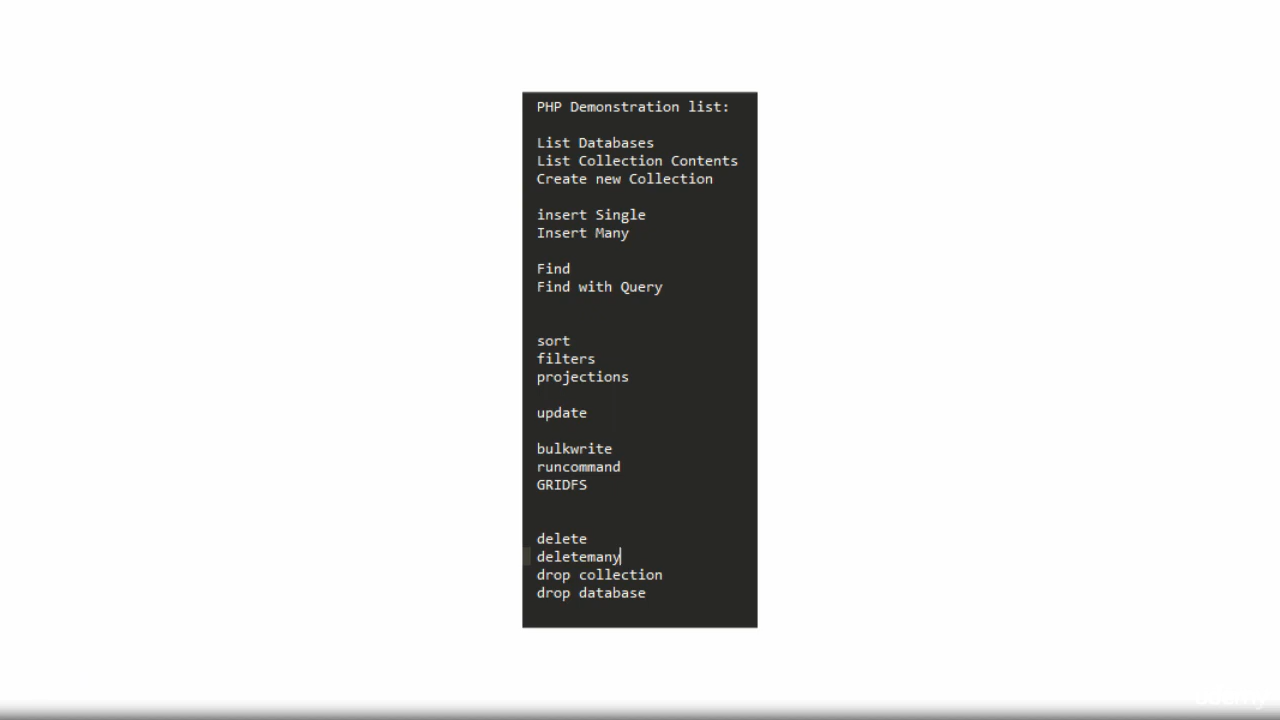 PHP Demonstration list:
List Databases
List Collection Contents
Create new Collection
insert Single
Insert Many
Find
Find with Query
sort
filters
projections
update
bulkwrite
runcommand
GRIDFS
delete
deletemany
drop collection
drop database
udemy